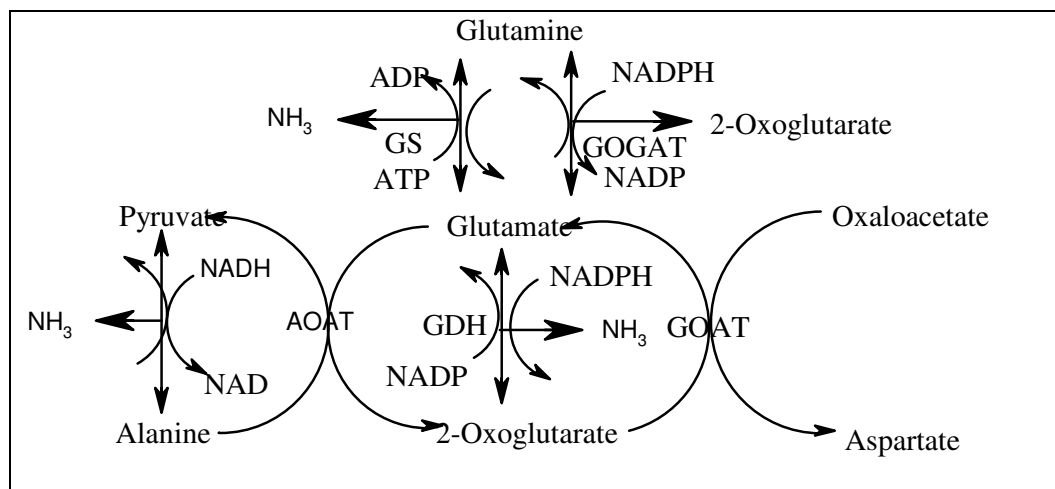 Glutamine
ADP
NADPH
NH3
2-Oxoglutarate
GS
GOGAT
ATP
NADP
Pyruvate
Glutamate
Oxaloacetate
NADH
NADPH
NH3
AOAT
GDH
NH3
GOAT
NAD
NADP
Alanine
2-Oxoglutarate
Aspartate